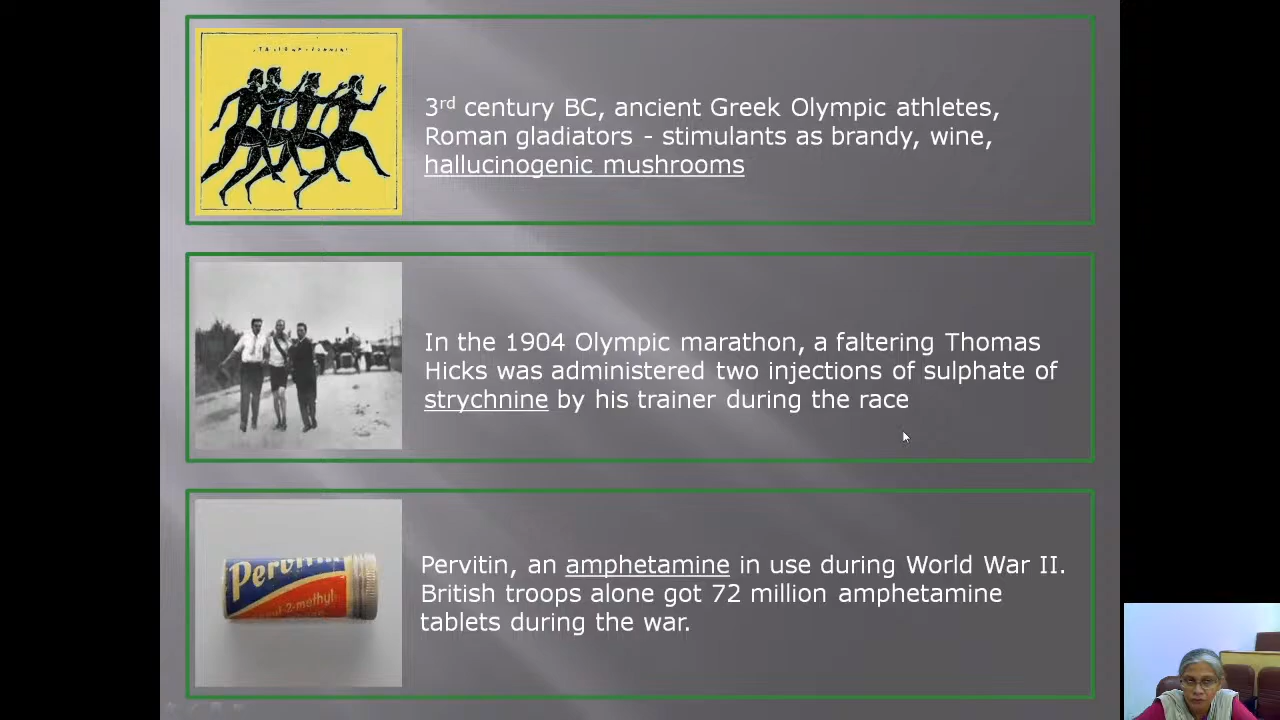 3rd century BC, ancient Greek Olympic athletes,
Roman gladiators - stimulants as brandy, wine,
hallucinogenic mushrooms
In the 1904 Olympic marathon, a faltering Thomas
Hicks was administered two injections of sulphate of
strychnine by his trainer during the race
Pervitin
2-methyl
Pervitin, an amphetamine in use during World War II.
British troops alone got 72 million amphetamine
tablets during the war.